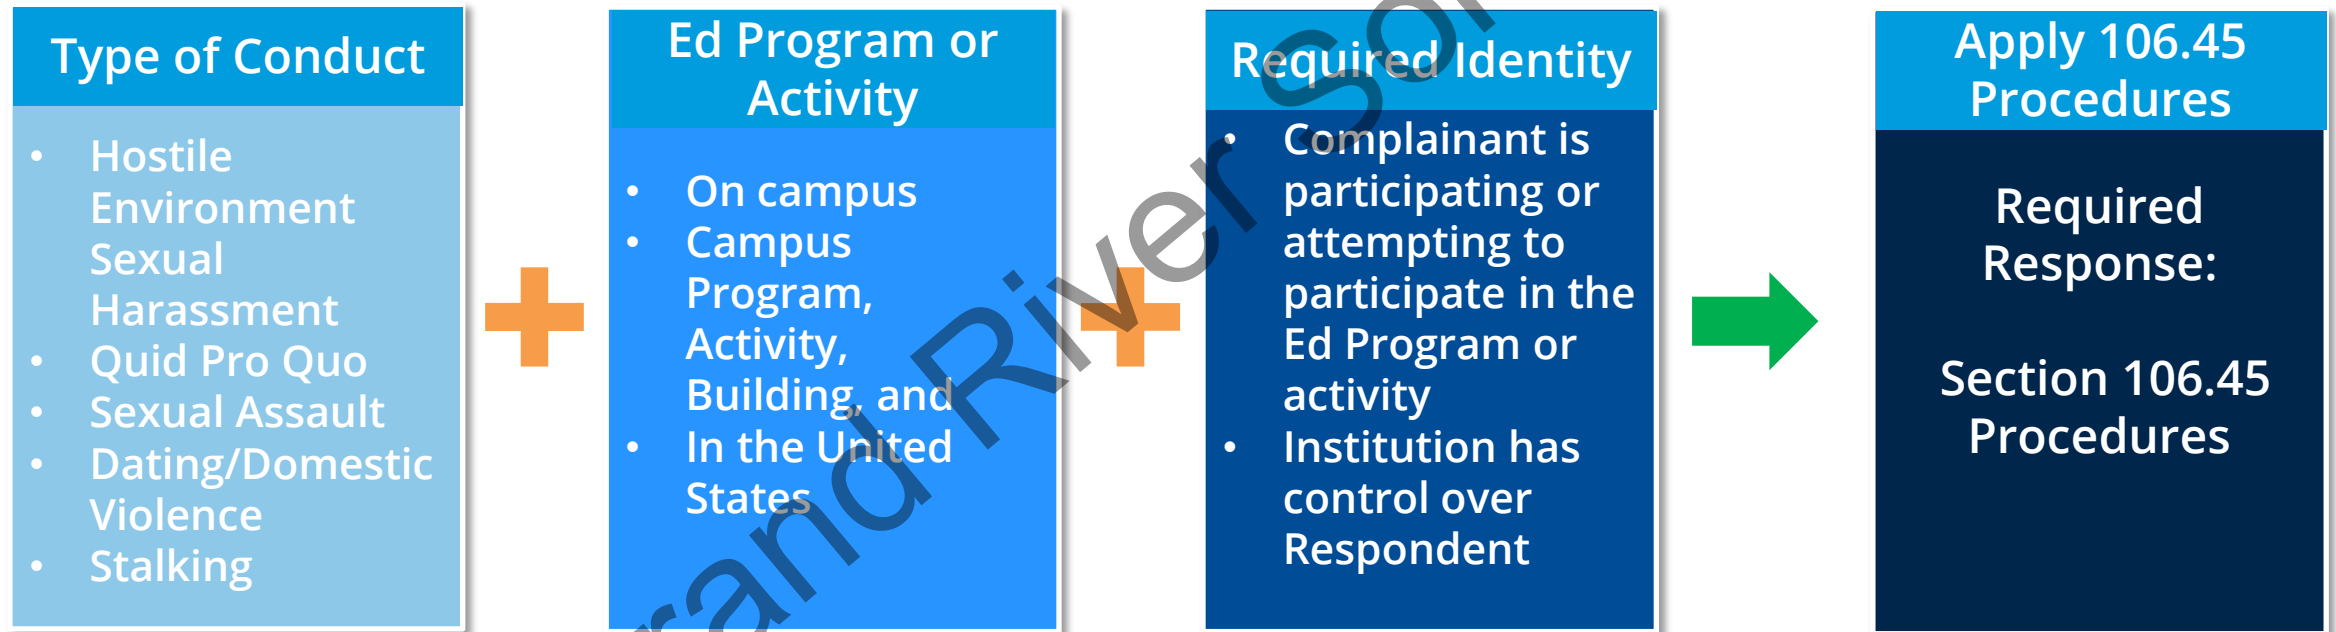 Type of Conduct
• Hostile
Environment
Sexual
Harassment
• Quid Pro Quo
• Sexual Assault
• Dating/Domestic
Violence
• Stalking
Ed Program or
Activity
• On campus
• Campus
Program,
Activity,
Building, and
• In the United
States
Required Identity
• Complainant is
participating or
attempting to
participate in the
Ed Program or
activity
• Institution has
control over
Respondent
Apply 106.45
Procedures
Required
Response:
Section 106.45
Procedures
River